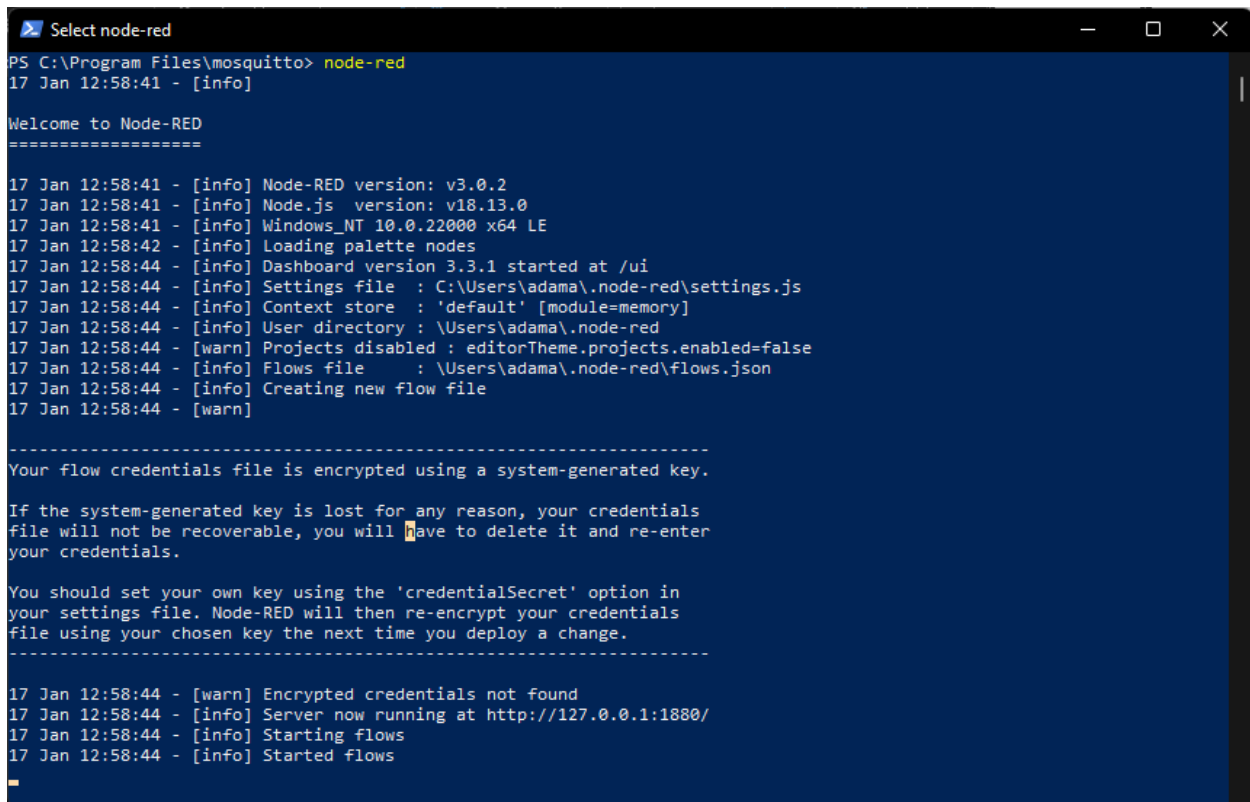 Select node-red
PS C:\Program Files\mosquitto> node-red
17 Jan 12:58:41 - [info]
Welcome to Node-RED
===================
17 Jan 12:58:41 - [info] Node-RED version: v3.0.2
17 Jan 12:58:41 - [info] Node.js  version: v18.13.0
17 Jan 12:58:41 - [info] Windows_NT 10.0.22000 x64 LE
17 Jan 12:58:42 - [info] Loading palette nodes
17 Jan 12:58:44 - [info] Dashboard version 3.3.1 started at /ui
17 Jan 12:58:44 - [info] Settings file  : C:\Users\adama\.node-red\settings.js
17 Jan 12:58:44 - [info] Context store  : 'default' [module=memory]
17 Jan 12:58:44 - [info] User directory : \Users\adama\.node-red
17 Jan 12:58:44 - [warn] Projects disabled : editorTheme.projects.enabled=false
17 Jan 12:58:44 - [info] Flows file     : \Users\adama\.node-red\flows.json
17 Jan 12:58:44 - [info] Creating new flow file
17 Jan 12:58:44 - [warn]
---------------------------------------------------------------------
Your flow credentials file is encrypted using a system-generated key.
If the system-generated key is lost for any reason, your credentials
file will not be recoverable, you will have to delete it and re-enter
your credentials.
You should set your own key using the 'credentialSecret' option in
your settings file. Node-RED will then re-encrypt your credentials
file using your chosen key the next time you deploy a change.
---------------------------------------------------------------------
17 Jan 12:58:44 - [warn] Encrypted credentials not found
17 Jan 12:58:44 - [info] Server now running at http://127.0.0.1:1880/
17 Jan 12:58:44 - [info] Starting flows
17 Jan 12:58:44 - [info] Started flows